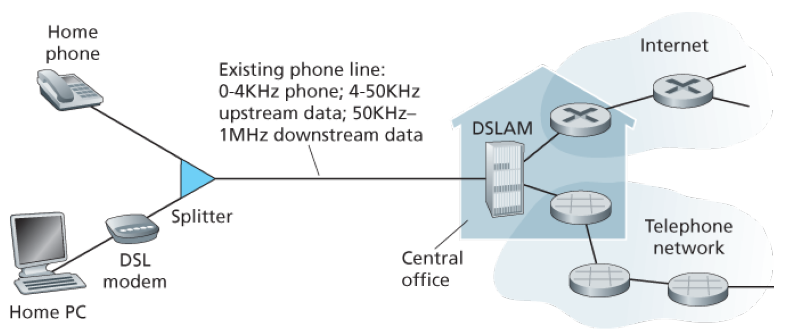 Home
phone
Existing phone line:
0-4KHz phone; 4-50KHz
upstream data; 50KHz–
1MHz downstream data
Internet
DSLAM
Splitter
DSL
modem
Home PC
Central
office
Telephone
network